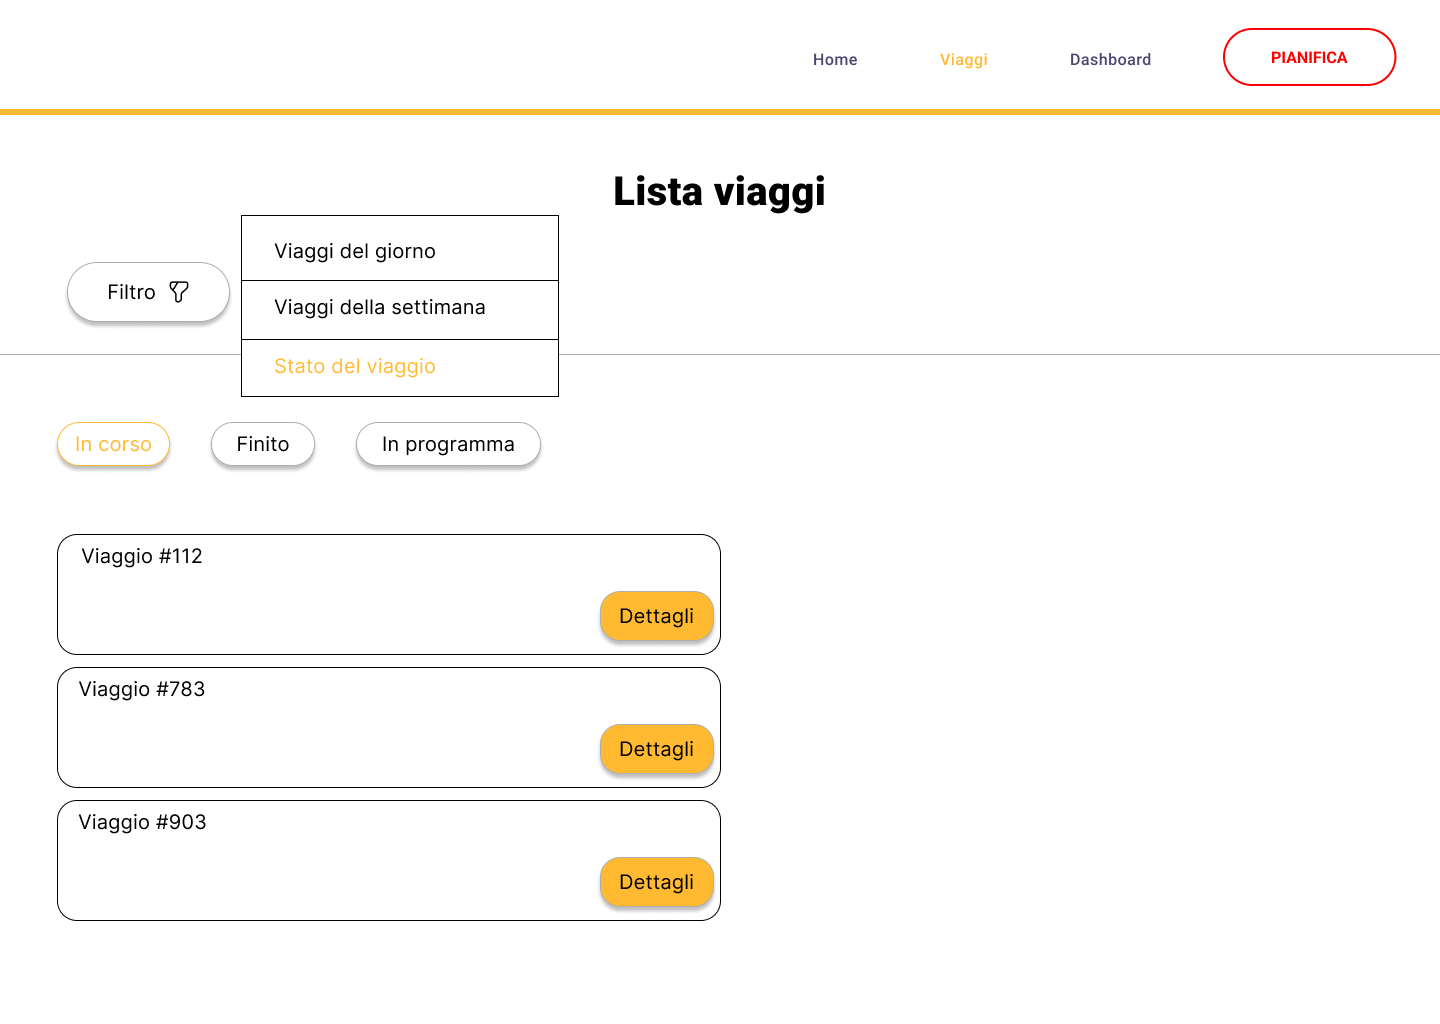 Home Viaggi Dashboard PIANIFICA
Lista viaggi
Filtro
Viaggi del giorno
Viaggi della settimana
Stato del viaggio
In corso Finito In programma
Viaggio #112
Dettagli
Viaggio #783
Dettagli
Viaggio #903
Dettagli